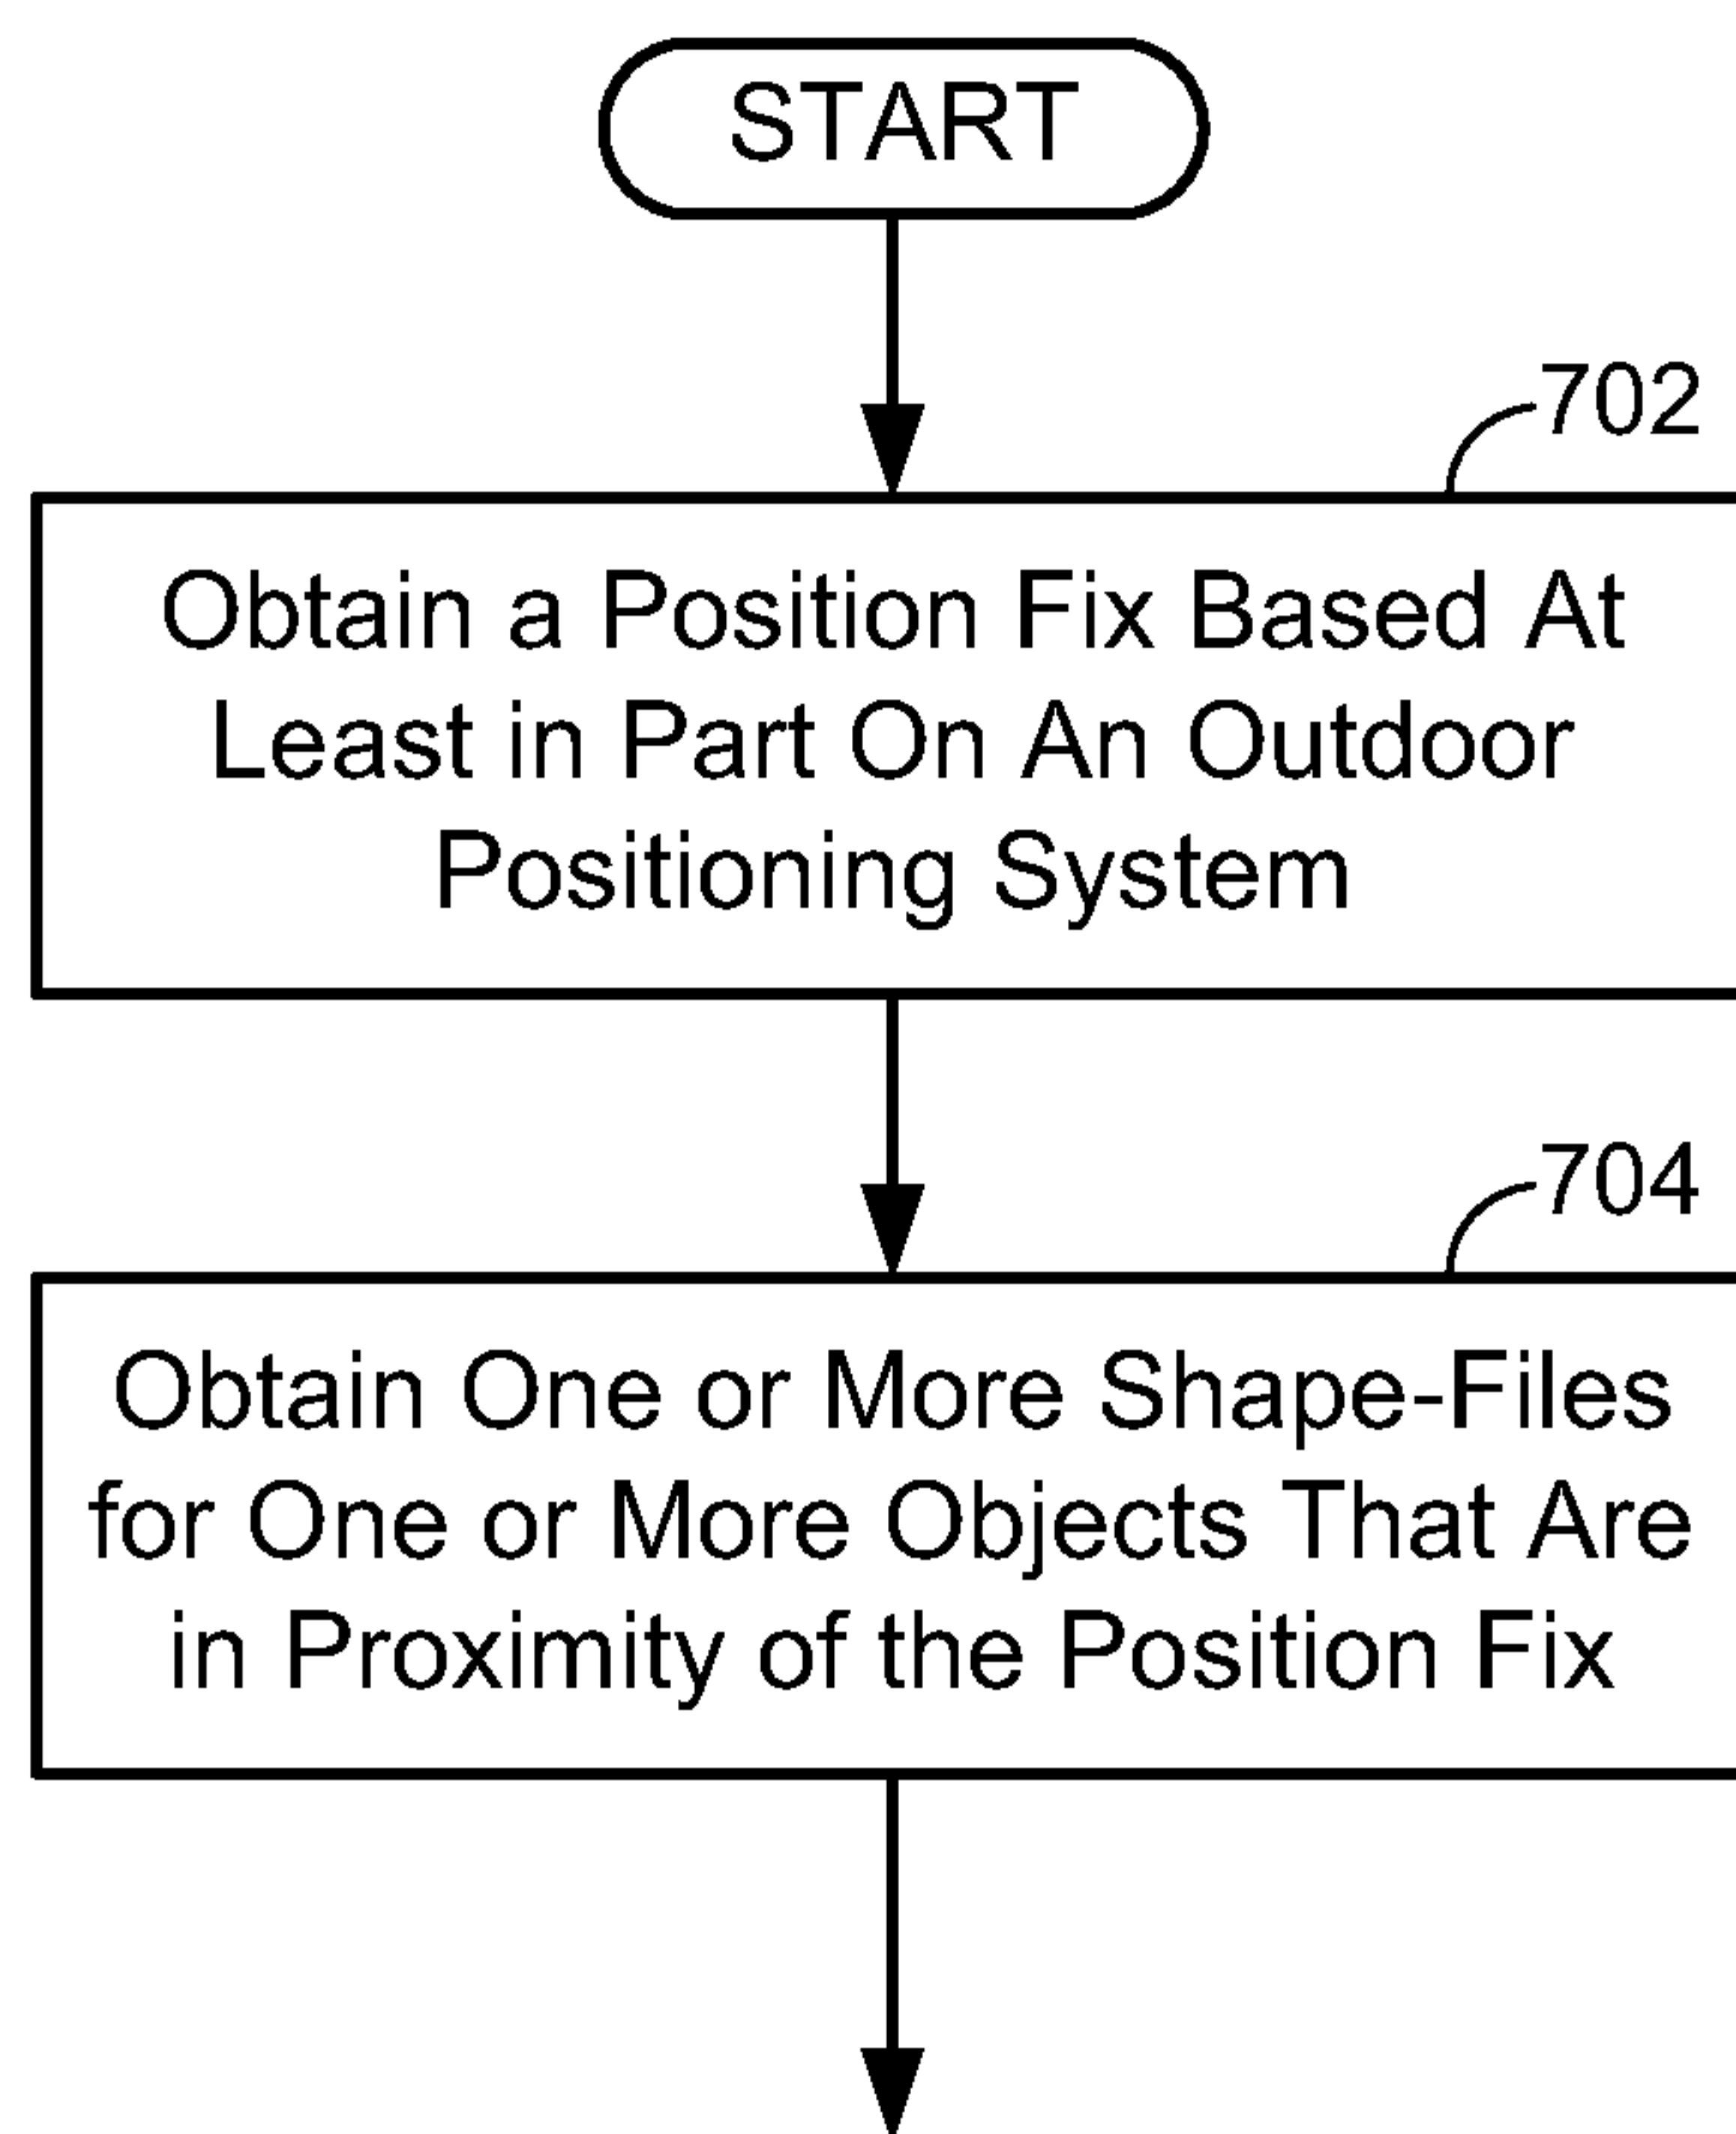 START
702
Obtain a Position Fix Based At
Least in Part On An Outdoor
Positioning System
704
Obtain One or More Shape-Files
for One or More Objects That Are
in Proximity of the Position Fix